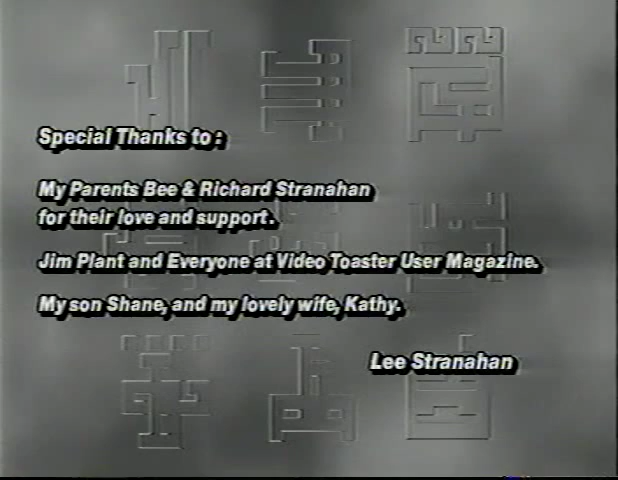 Special Thanks to :
My Parents Bee & Richard Stranahan
for their love and support.
Jim Plant and Everyone at Video Toaster User Magazine.
My son Shane, and my lovely wife, Kathy.
Lee Stranahan